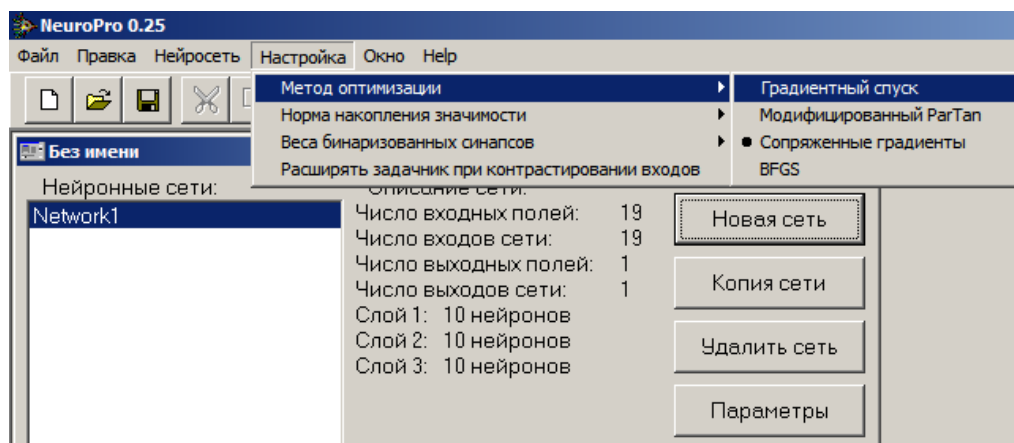 NeuroPro 0.25
Файл Правка Нейросеть Настройка Окно Help
Метод оптимизации
Норма накопления значимости
Веса бинаризованных синапсов
Расширять задачник при контрастировании входов
Градиентный спуск
Модифицированный ParTan
Сопряженные градиенты
BFGS
Без имени
Нейронные сети:
Network1
Описание сети:
Число входных полей: 19
Число входов сети: 19
Число выходных полей: 1
Число выходов сети: 1
Слой 1: 10 нейронов
Слой 2: 10 нейронов
Слой 3: 10 нейронов
Новая сеть
Копия сети
Удалить сеть
Параметры